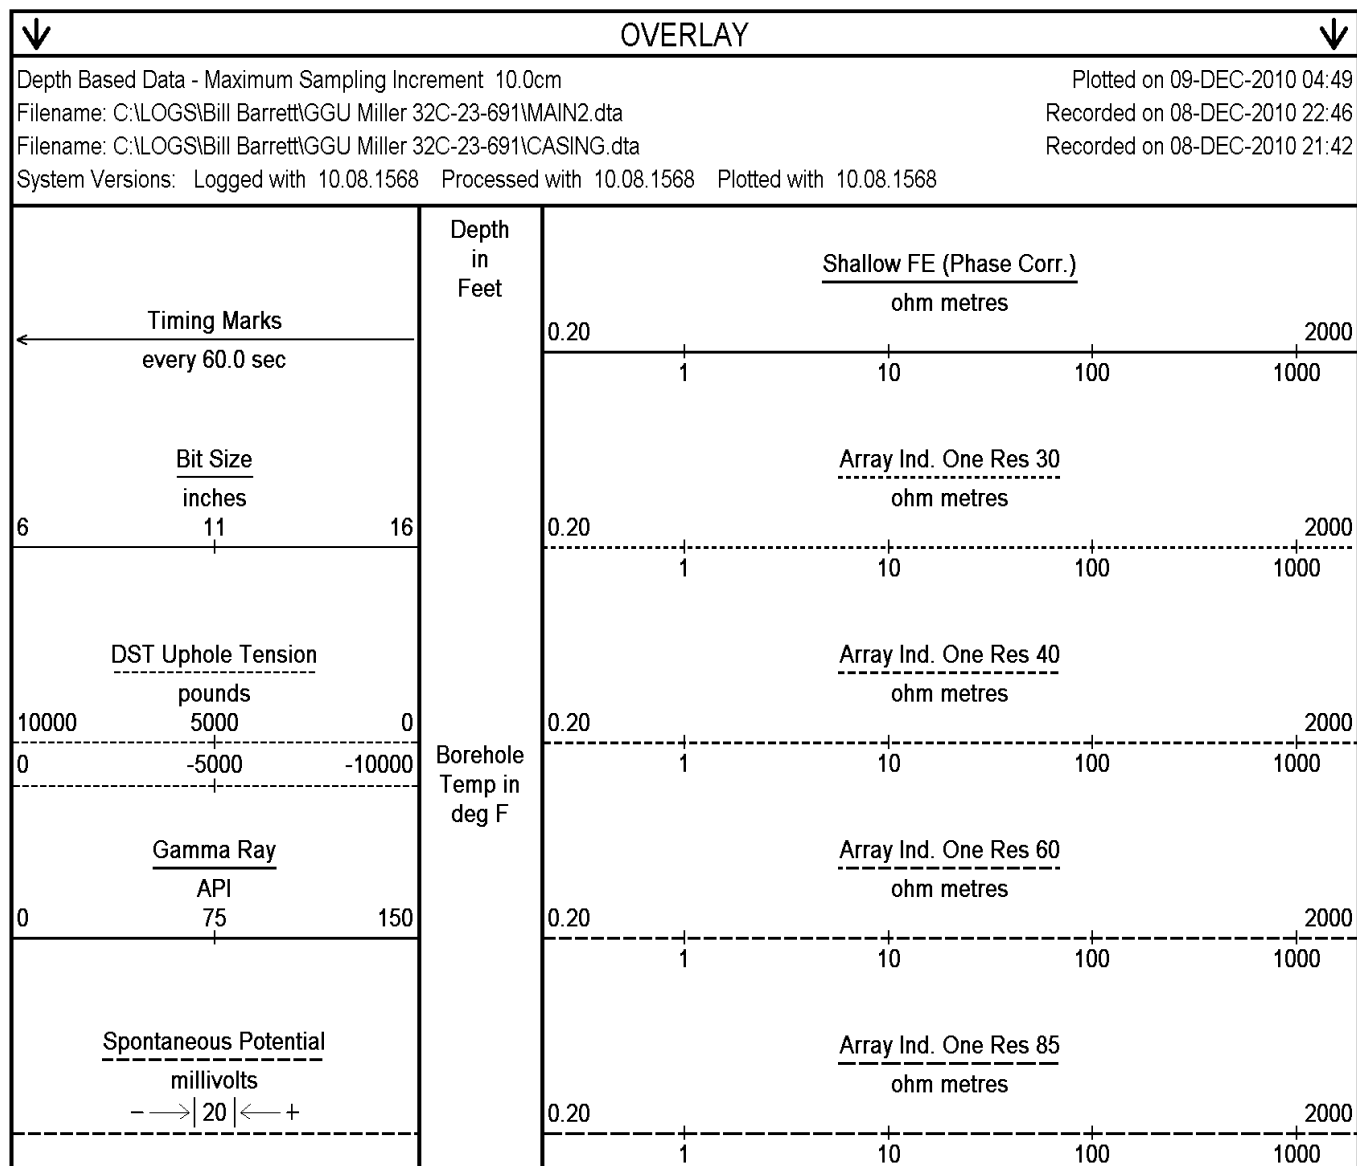 OVERLAY
Depth Based Data - Maximum Sampling Increment 10.0cm Plotted on 09-DEC-2010 04:49
Filename: C:\LOGS\Bill Barrett\GGU Miller 32C-23-691\MAIN2.dta Recorded on 08-DEC-2010 22:46
Filename: C:\LOGS\Bill Barrett\GGU Miller 32C-23-691\CASING.dta Recorded on 08-DEC-2010 21:42
System Versions: Logged with 10.08.1568 Processed with 10.08.1568 Plotted with 10.08.1568
Timing Marks
every 60.0 sec
Bit Size
inches
6 11 16
DST Uphole Tension
pounds
10000 5000 0
0 -5000 -10000
Gamma Ray
API
0 75 150
Spontaneous Potential
millivolts
- 20 +
Depth
in
Feet
Borehole
Temp in
deg F
Shallow FE (Phase Corr.)
ohm metres
0.20 2000
1 10 100 1000
Array Ind. One Res 30
ohm metres
0.20 2000
1 10 100 1000
Array Ind. One Res 40
ohm metres
0.20 2000
1 10 100 1000
Array Ind. One Res 60
ohm metres
0.20 2000
1 10 100 1000
Array Ind. One Res 85
ohm metres
0.20 2000
1 10 100 1000